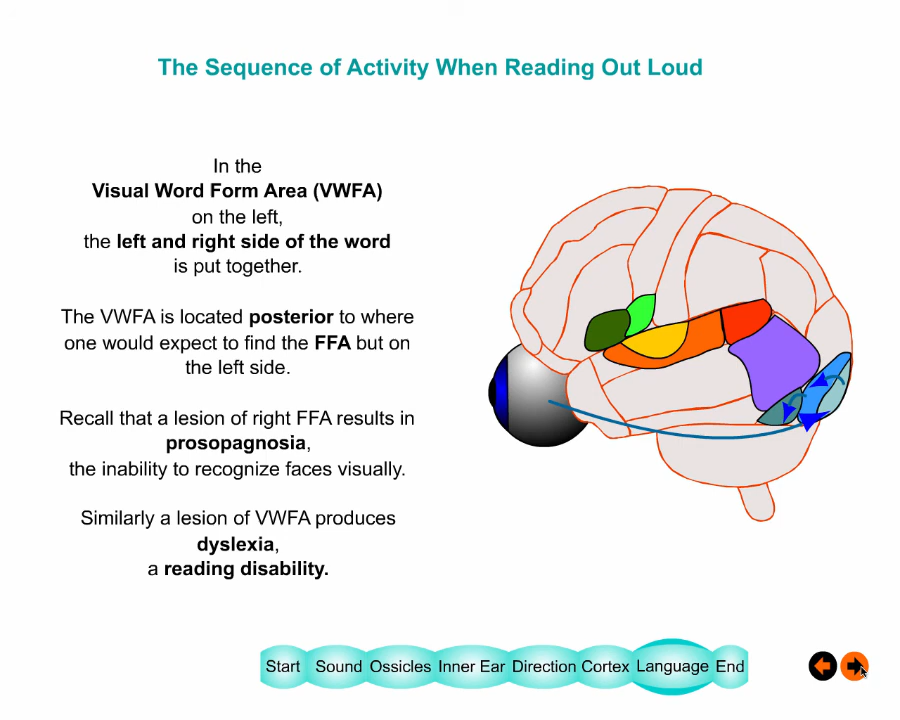 The Sequence of Activity When Reading Out Loud
In the
Visual Word Form Area (VWFA)
on the left,
the left and right side of the word
is put together.
The VWFA is located posterior to where
one would expect to find the FFA but on
the left side.
Recall that a lesion of right FFA results in
prosopagnosia,
the inability to recognize faces visually.
Similarly a lesion of VWFA produces
dyslexia,
a reading disability.
Start Sound Ossicles Inner Ear Direction Cortex Language End